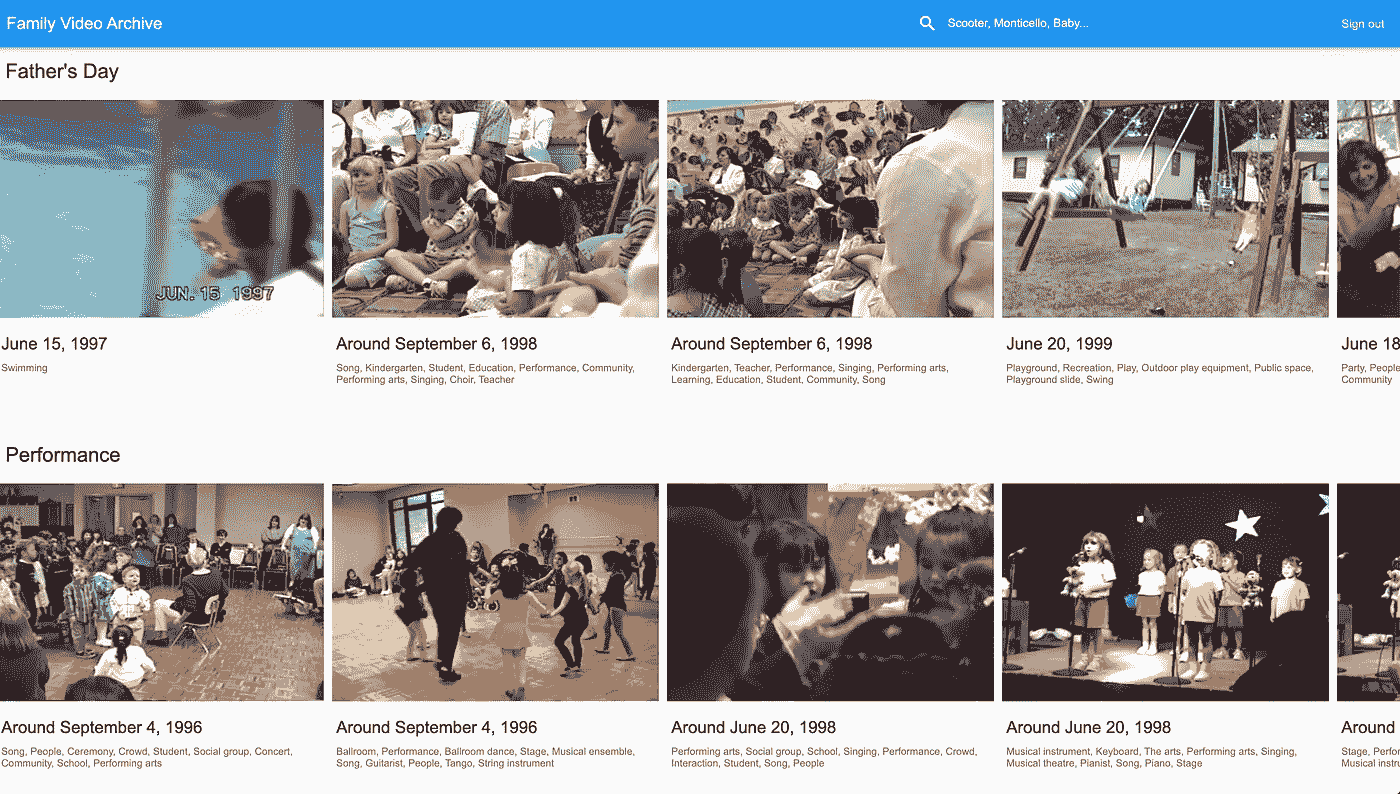 Family Video Archive
Scooter, Monticello, Baby...
Sign out
Father's Day
JUN. 15 1997
June 15, 1997
Swimming
Around September 6, 1998
Song, Kindergarten, Student, Education, Performance, Community,
Performing arts, Singing, Choir, Teacher
Around September 6, 1998
Kindergarten, Teacher, Performance, Singing, Performing arts,
Learning, Education, Student, Community, Song
June 20, 1999
Playground, Recreation, Play, Outdoor play equipment, Public space,
Playground slide, Swing
June 18
Party, People
Community
Performance
Around September 4, 1996
Song, People, Ceremony, Crowd, Student, Social group, Concert,
Community, School, Performing arts
Around September 4, 1996
Ballroom, Performance, Ballroom dance, Stage, Musical ensemble,
Song, Guitarist, People, Tango, String instrument
Around June 20, 1998
Performing arts, Social group, School, Singing, Performance, Crowd,
Interaction, Student, Song, People
Around June 20, 1998
Musical instrument, Keyboard, The arts, Performing arts, Singing,
Musical theatre, Pianist, Song, Piano, Stage
Around
Stage, Perfor
Musical instru